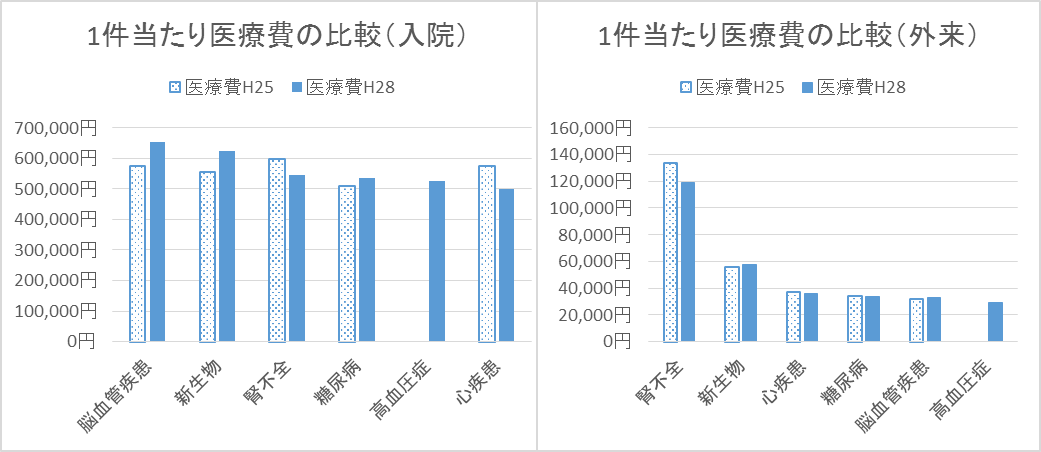 1件当たり医療費の比較（入院）
医療費H25 医療費H28
700,000円
600,000円
500,000円
400,000円
300,000円
200,000円
100,000円
0円
脳血管疾患
新生物
腎不全
糖尿病
高血圧症
心疾患
1件当たり医療費の比較（外来）
医療費H25 医療費H28
160,000円
140,000円
120,000円
100,000円
80,000円
60,000円
40,000円
20,000円
0円
腎不全
新生物
心疾患
糖尿病
脳血管疾患
高血圧症